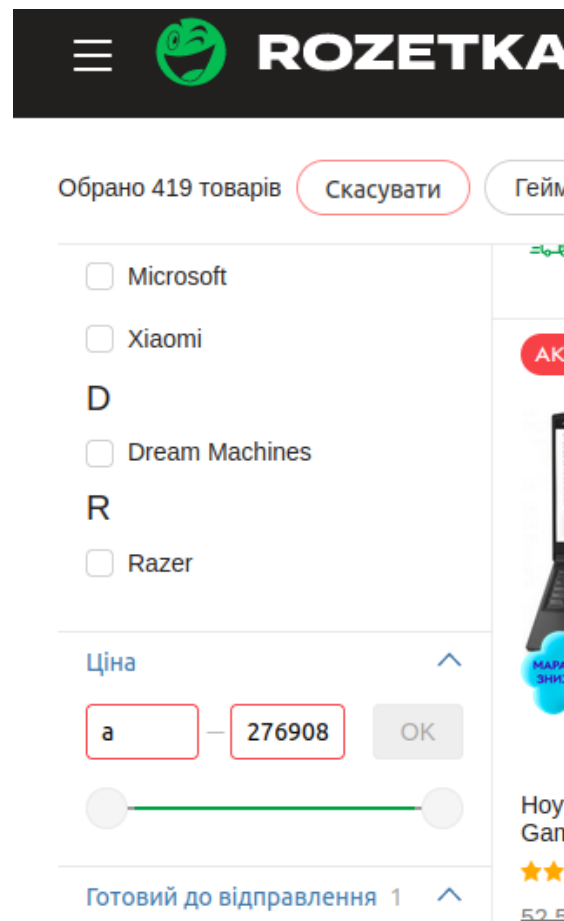 ROZETKA
Обрано 419 товарів Скасувати
Microsoft
Xiaomi
D
Dream Machines
R
Razer
Ціна
a – 276908 OK
Готовий до відправлення 1